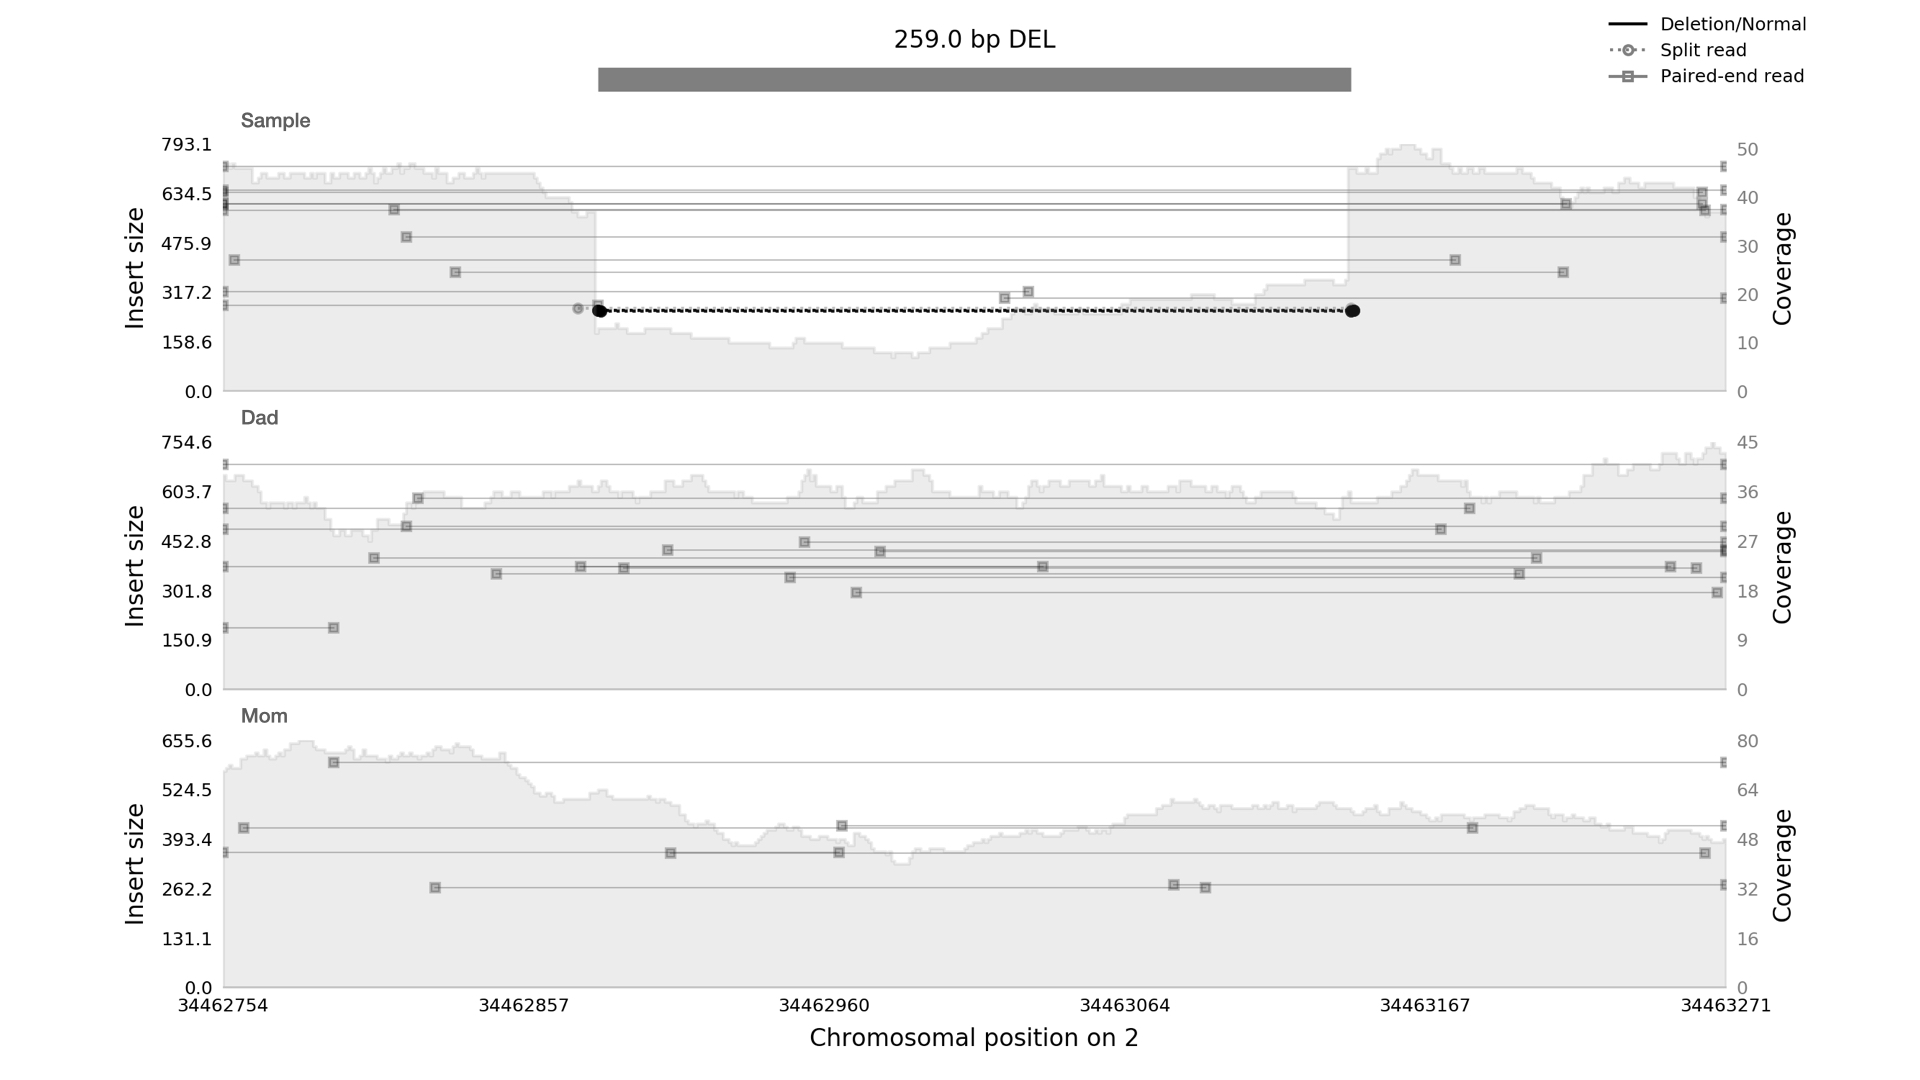 259.0 bp DEL
Deletion/Normal
Split read
Paired-end read
Sample
793.1
634.5
475.9
317.2
158.6
0.0
Insert size
50
40
30
20
10
0
Coverage
Dad
754.6
603.7
452.8
301.8
150.9
0.0
Insert size
45
36
27
18
9
0
Coverage
Mom
655.6
524.5
393.4
262.2
131.1
0.0
Insert size
80
64
48
32
16
0
Coverage
34462754 34462857 34462960 34463064 34463167 34463271
Chromosomal position on 2